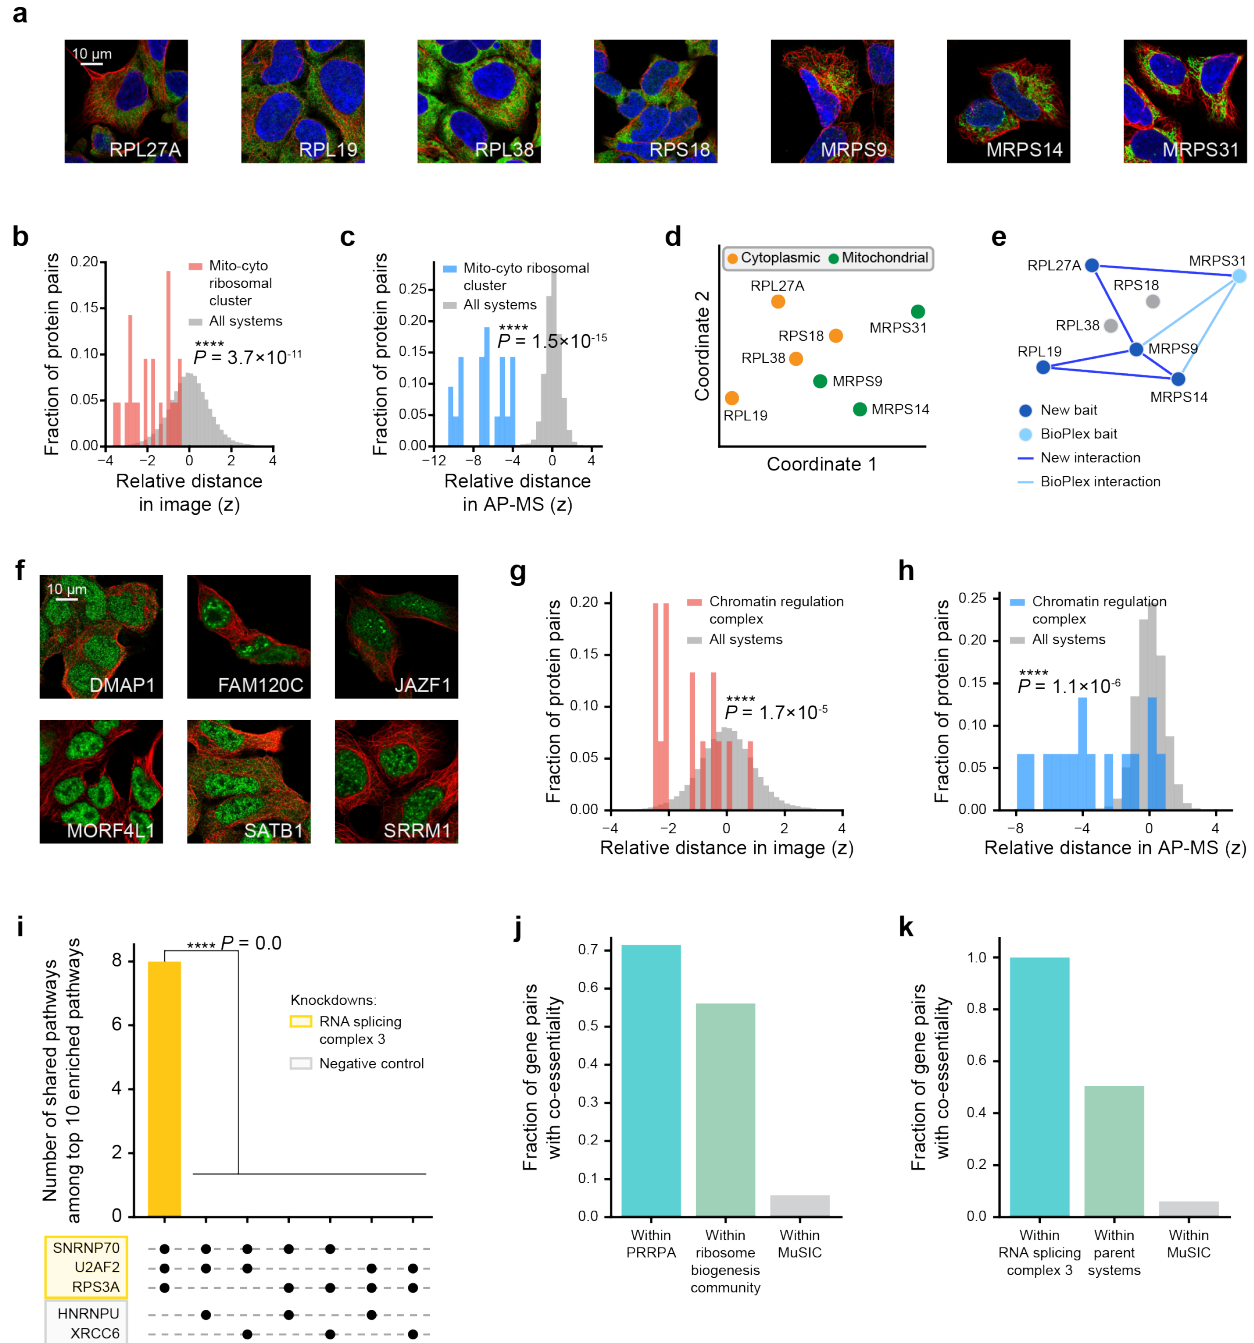 a
10 μm
RPL27A
RPL19
RPL38
RPS18
MRPS9
MRPS14
MRPS31
b
Fraction of protein pairs
0.20
0.15
0.10
0.05
0.00
−4
−2
0
2
4
Relative distance
in image (z)
Mito-cyto
ribosomal
cluster
All systems
****
P = 3.7×10-11
c
Fraction of protein pairs
0.25
0.20
0.15
0.10
0.05
0.00
−12
−8
−4
0
4
Relative distance
in AP-MS (z)
Mito-cyto ribosomal
cluster
All systems
****
P = 1.5×10-15
d
Coordinate 2
Coordinate 1
Cytoplasmic
Mitochondrial
RPL27A
MRPS31
RPS18
RPL38
MRPS9
RPL19
MRPS14
e
RPL27A
MRPS31
RPS18
RPL38
RPL19
MRPS9
MRPS14
New bait
BioPlex bait
New interaction
BioPlex interaction
f
10 μm
DMAP1
FAM120C
JAZF1
MORF4L1
SATB1
SRRM1
g
Fraction of protein pairs
0.20
0.15
0.10
0.05
0.00
−4
−2
0
2
4
Relative distance in image (z)
Chromatin regulation
complex
All systems
****
P = 1.7×10-5
h
Fraction of protein pairs
0.25
0.20
0.15
0.10
0.05
0.00
−8
−4
0
4
Relative distance in AP-MS (z)
Chromatin regulation
complex
All systems
****
P = 1.1×10-6
i
Number of shared pathways
among top 10 enriched pathways
8
6
4
2
0
**** P = 0.0
Knockdowns:
RNA splicing
complex 3
Negative control
SNRNP70
U2AF2
RPS3A
HNRNPU
XRCC6
j
Fraction of gene pairs
with co-essentiality
0.7
0.6
0.5
0.4
0.3
0.2
0.1
0.0
Within
PRRPA
Within
ribosome
biogenesis
community
Within
MuSIC
k
Fraction of gene pairs
with co-essentiality
1.0
0.8
0.6
0.4
0.2
0.0
Within
RNA splicing
complex 3
Within
parent
systems
Within
MuSIC